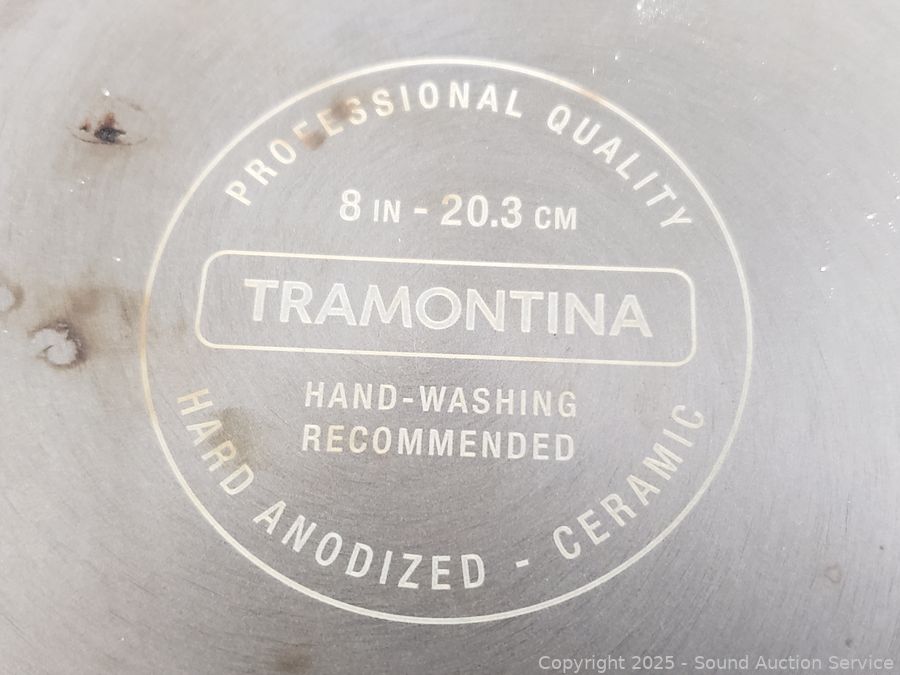 PROFESSIONAL QUALITY
8 IN - 20.3 CM
TRAMONTINA
HAND-WASHING
RECOMMENDED
HARD ANODIZED - CERAMIC
Copyright 2025 - Sound Auction Service